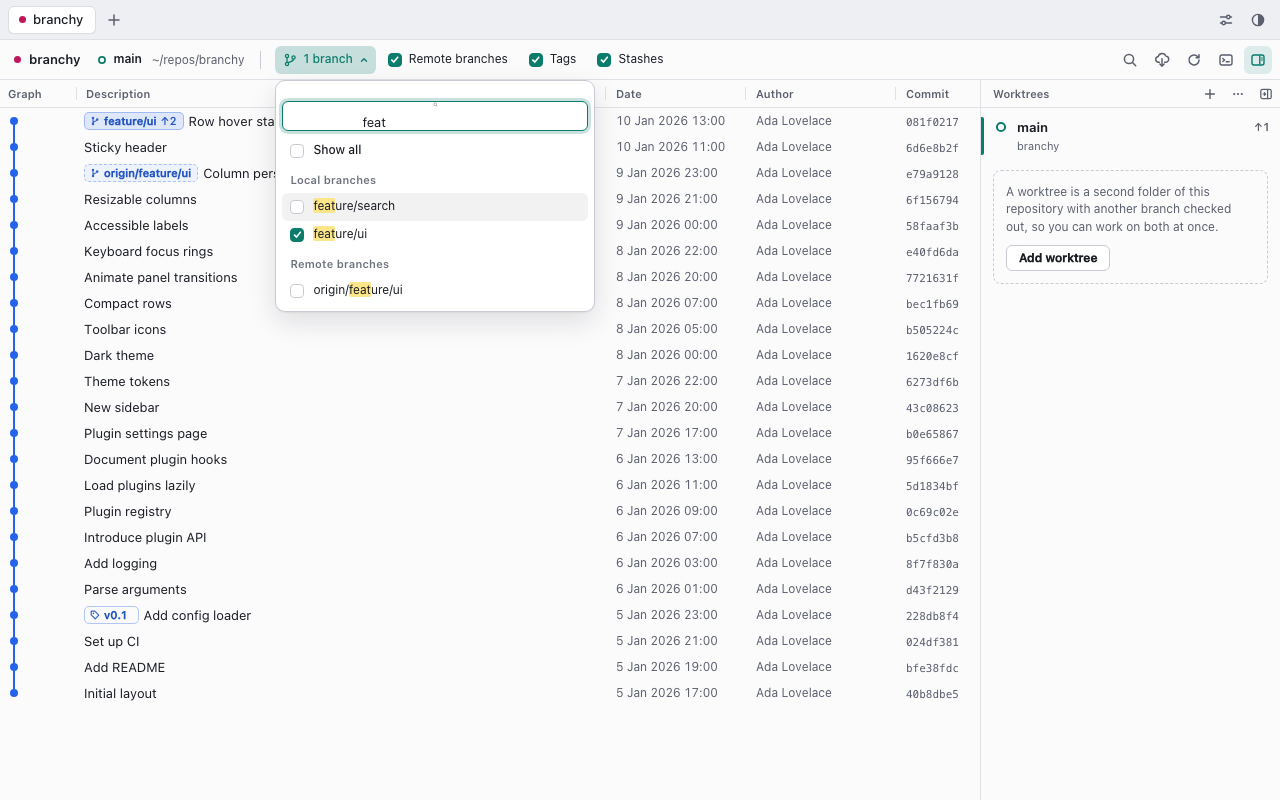 branchy
branchy main ~/repos/branchy 1 branch Remote branches Tags Stashes
Graph Description Date Author Commit Worktrees
feat
Show all
Local branches
feature/search
feature/ui
Remote branches
origin/feature/ui
feature/ui ↑2 Row hover sta 10 Jan 2026 13:00 Ada Lovelace 081f0217
Sticky header 10 Jan 2026 11:00 Ada Lovelace 6d6e8b2f
origin/feature/ui Column pers 9 Jan 2026 23:00 Ada Lovelace e79a9128
Resizable columns 9 Jan 2026 21:00 Ada Lovelace 6f156794
Accessible labels 9 Jan 2026 00:00 Ada Lovelace 58faaf3b
Keyboard focus rings 8 Jan 2026 22:00 Ada Lovelace e40fd6da
Animate panel transitions 8 Jan 2026 20:00 Ada Lovelace 7721631f
Compact rows 8 Jan 2026 07:00 Ada Lovelace bec1fb69
Toolbar icons 8 Jan 2026 05:00 Ada Lovelace b505224c
Dark theme 8 Jan 2026 00:00 Ada Lovelace 1620e8cf
Theme tokens 7 Jan 2026 22:00 Ada Lovelace 6273df6b
New sidebar 7 Jan 2026 20:00 Ada Lovelace 43c08623
Plugin settings page 7 Jan 2026 17:00 Ada Lovelace b0e65867
Document plugin hooks 6 Jan 2026 13:00 Ada Lovelace 95f666e7
Load plugins lazily 6 Jan 2026 11:00 Ada Lovelace 5d1834bf
Plugin registry 6 Jan 2026 09:00 Ada Lovelace 0c69c02e
Introduce plugin API 6 Jan 2026 07:00 Ada Lovelace b5cfd3b8
Add logging 6 Jan 2026 03:00 Ada Lovelace 8f7f830a
Parse arguments 6 Jan 2026 01:00 Ada Lovelace d43f2129
v0.1 Add config loader 5 Jan 2026 23:00 Ada Lovelace 228db8f4
Set up CI 5 Jan 2026 21:00 Ada Lovelace 024df381
Add README 5 Jan 2026 19:00 Ada Lovelace bfe38fdc
Initial layout 5 Jan 2026 17:00 Ada Lovelace 40b8dbe5
main ↑1
branchy
A worktree is a second folder of this
repository with another branch checked
out, so you can work on both at once.
Add worktree